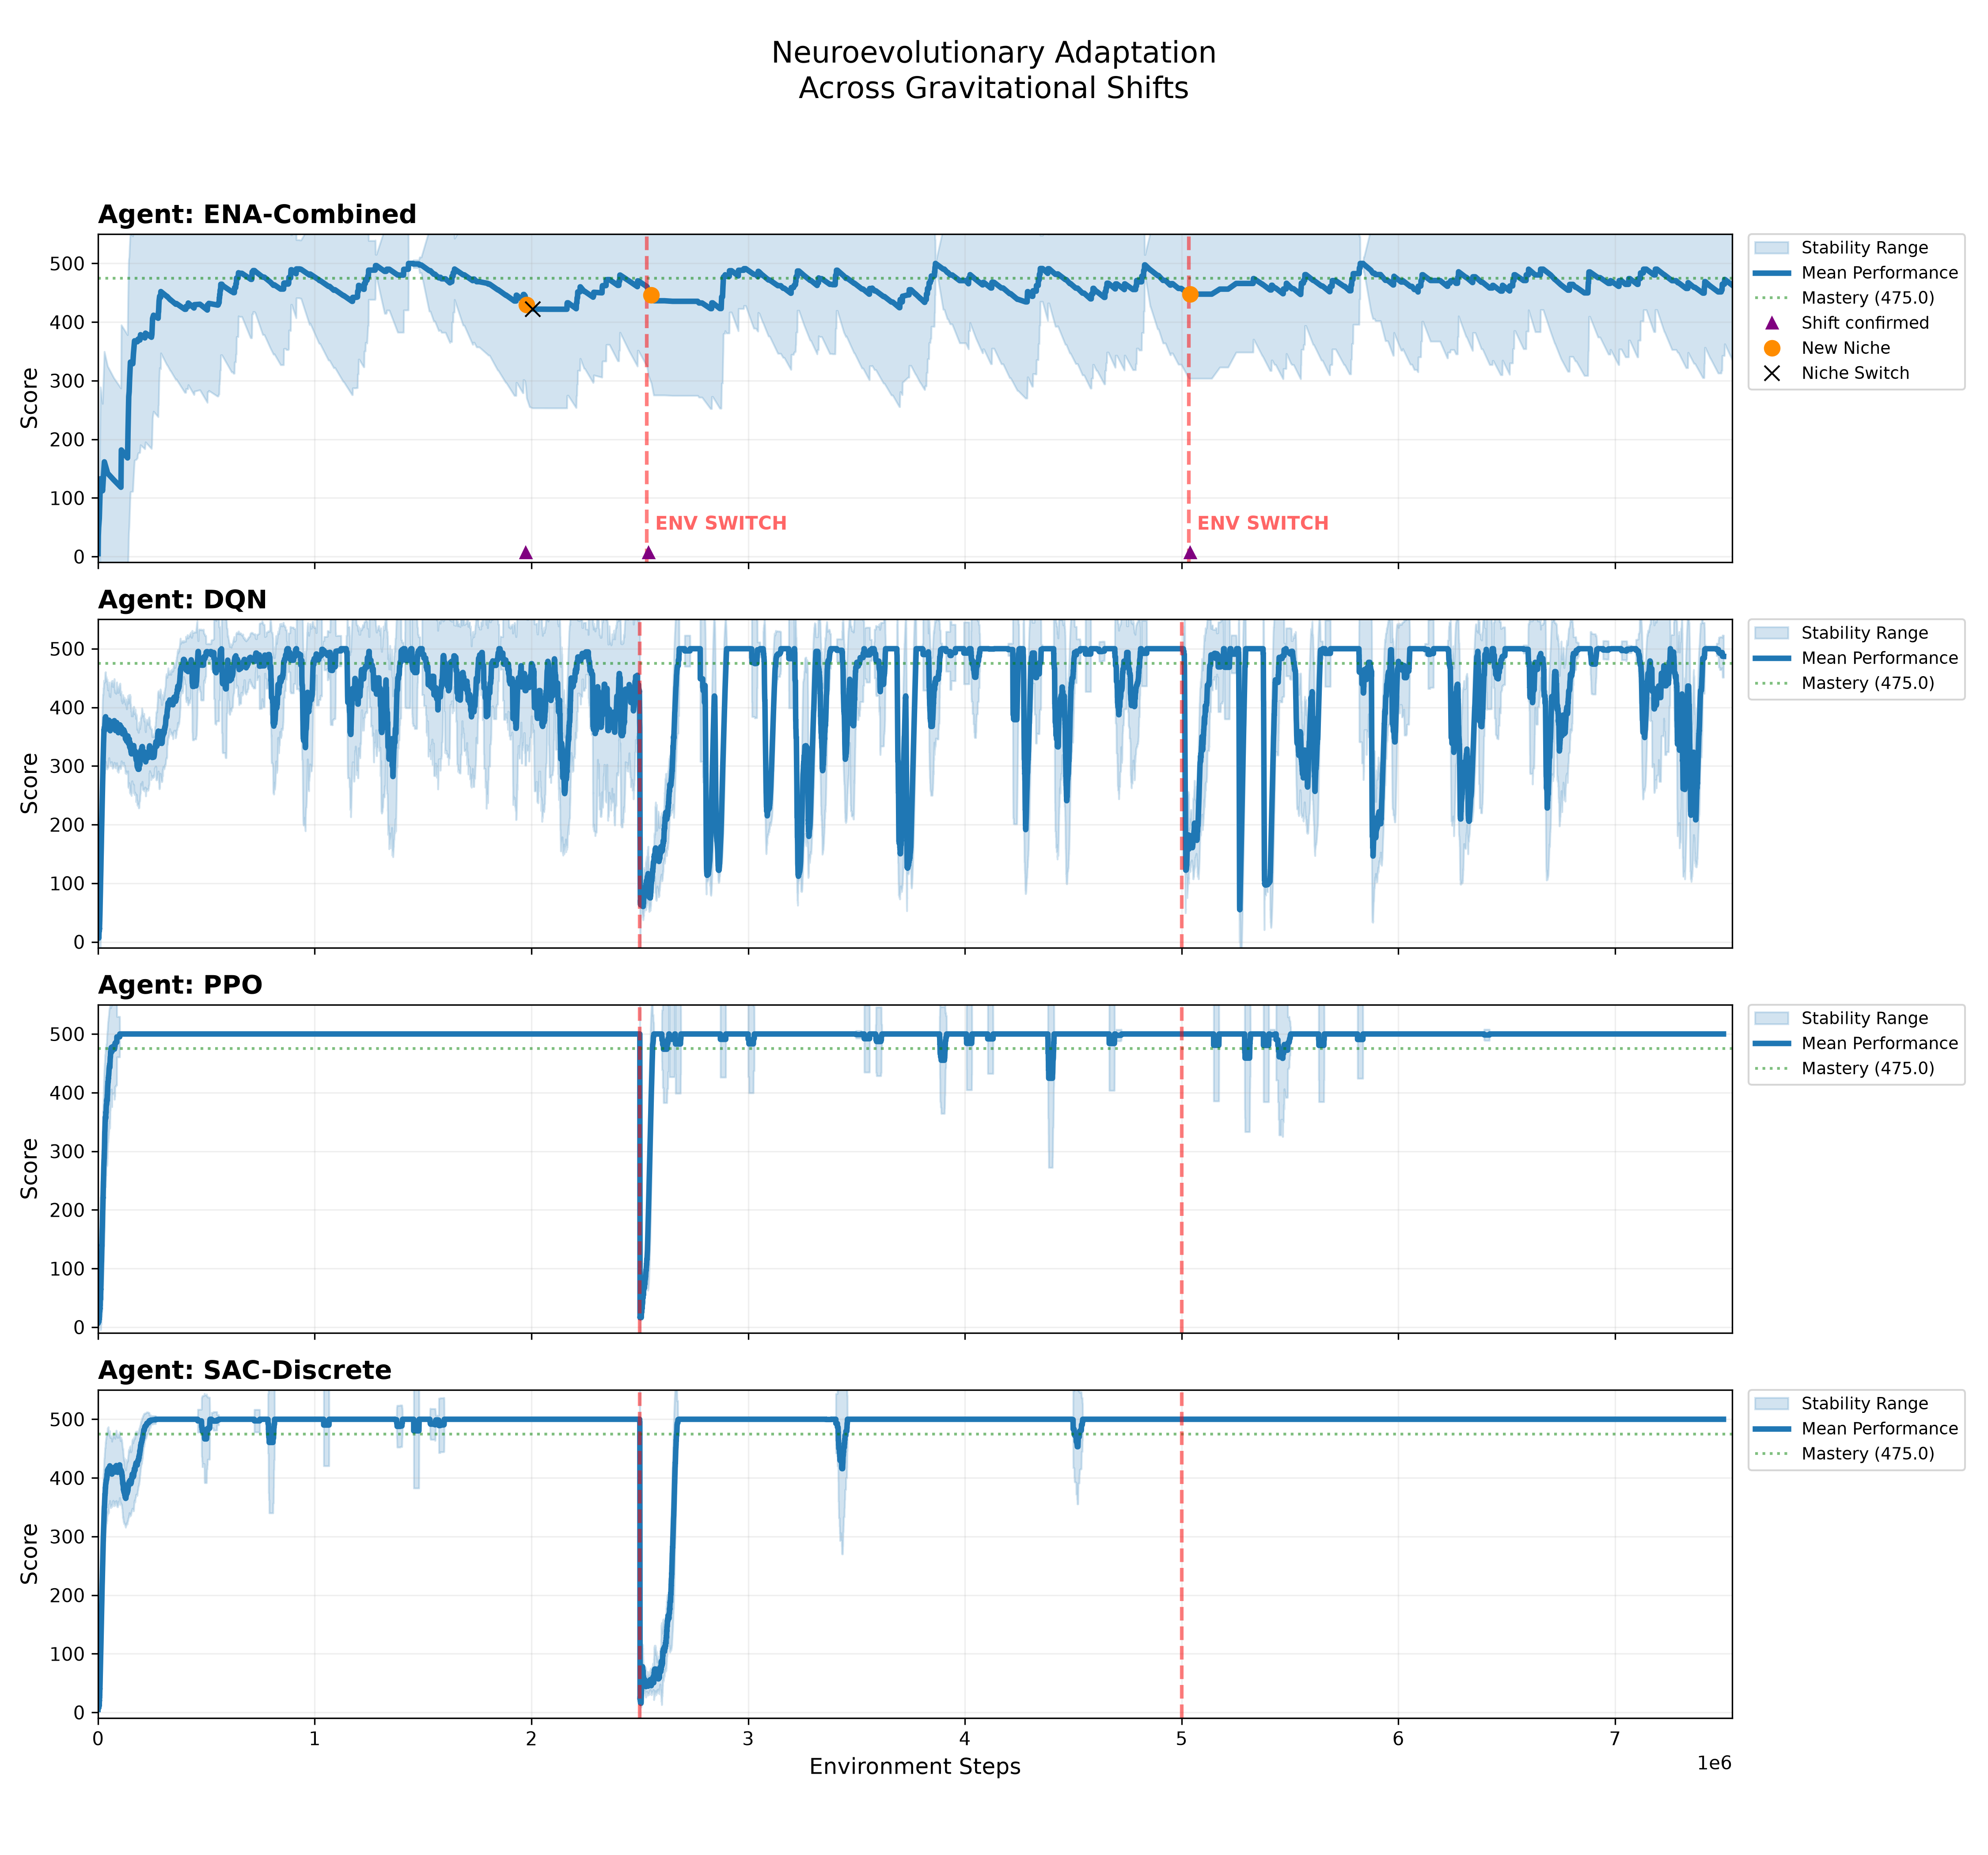 Neuroevolutionary Adaptation
Across Gravitational Shifts
Agent: ENA-Combined
500
400
300
200
100
0
Score
ENV SWITCH
ENV SWITCH
Stability Range
Mean Performance
Mastery (475.0)
Shift confirmed
New Niche
Niche Switch
Agent: DQN
500
400
300
200
100
0
Score
Stability Range
Mean Performance
Mastery (475.0)
Agent: PPO
500
400
300
200
100
0
Score
Stability Range
Mean Performance
Mastery (475.0)
Agent: SAC-Discrete
500
400
300
200
100
0
Score
Stability Range
Mean Performance
Mastery (475.0)
0 1 2 3 4 5 6 7
1e6
Environment Steps